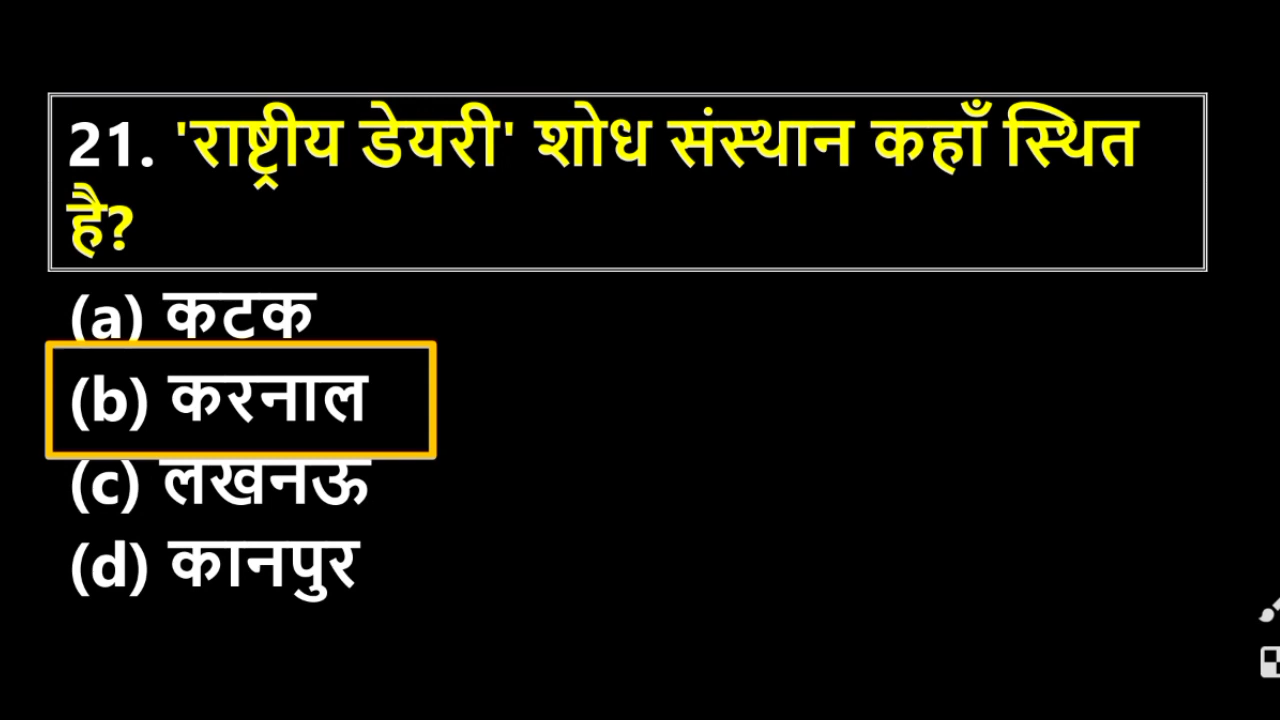 21. 'राष्ट्रीय डेयरी' शोध संस्थान कहाँ स्थित
है?
(a) कटक
(b) करनाल
(c) लखनऊ
(d) कानपुर